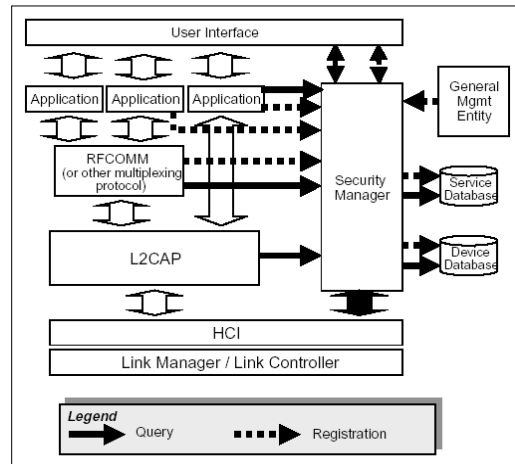 User Interface
Application
Application
Application
General
Mgmt
Entity
RFCOMM
(or other multiplexing
protocol)
Security
Manager
Service
Database
L2CAP
Device
Database
HCI
Link Manager / Link Controller
Legend
Query
Registration